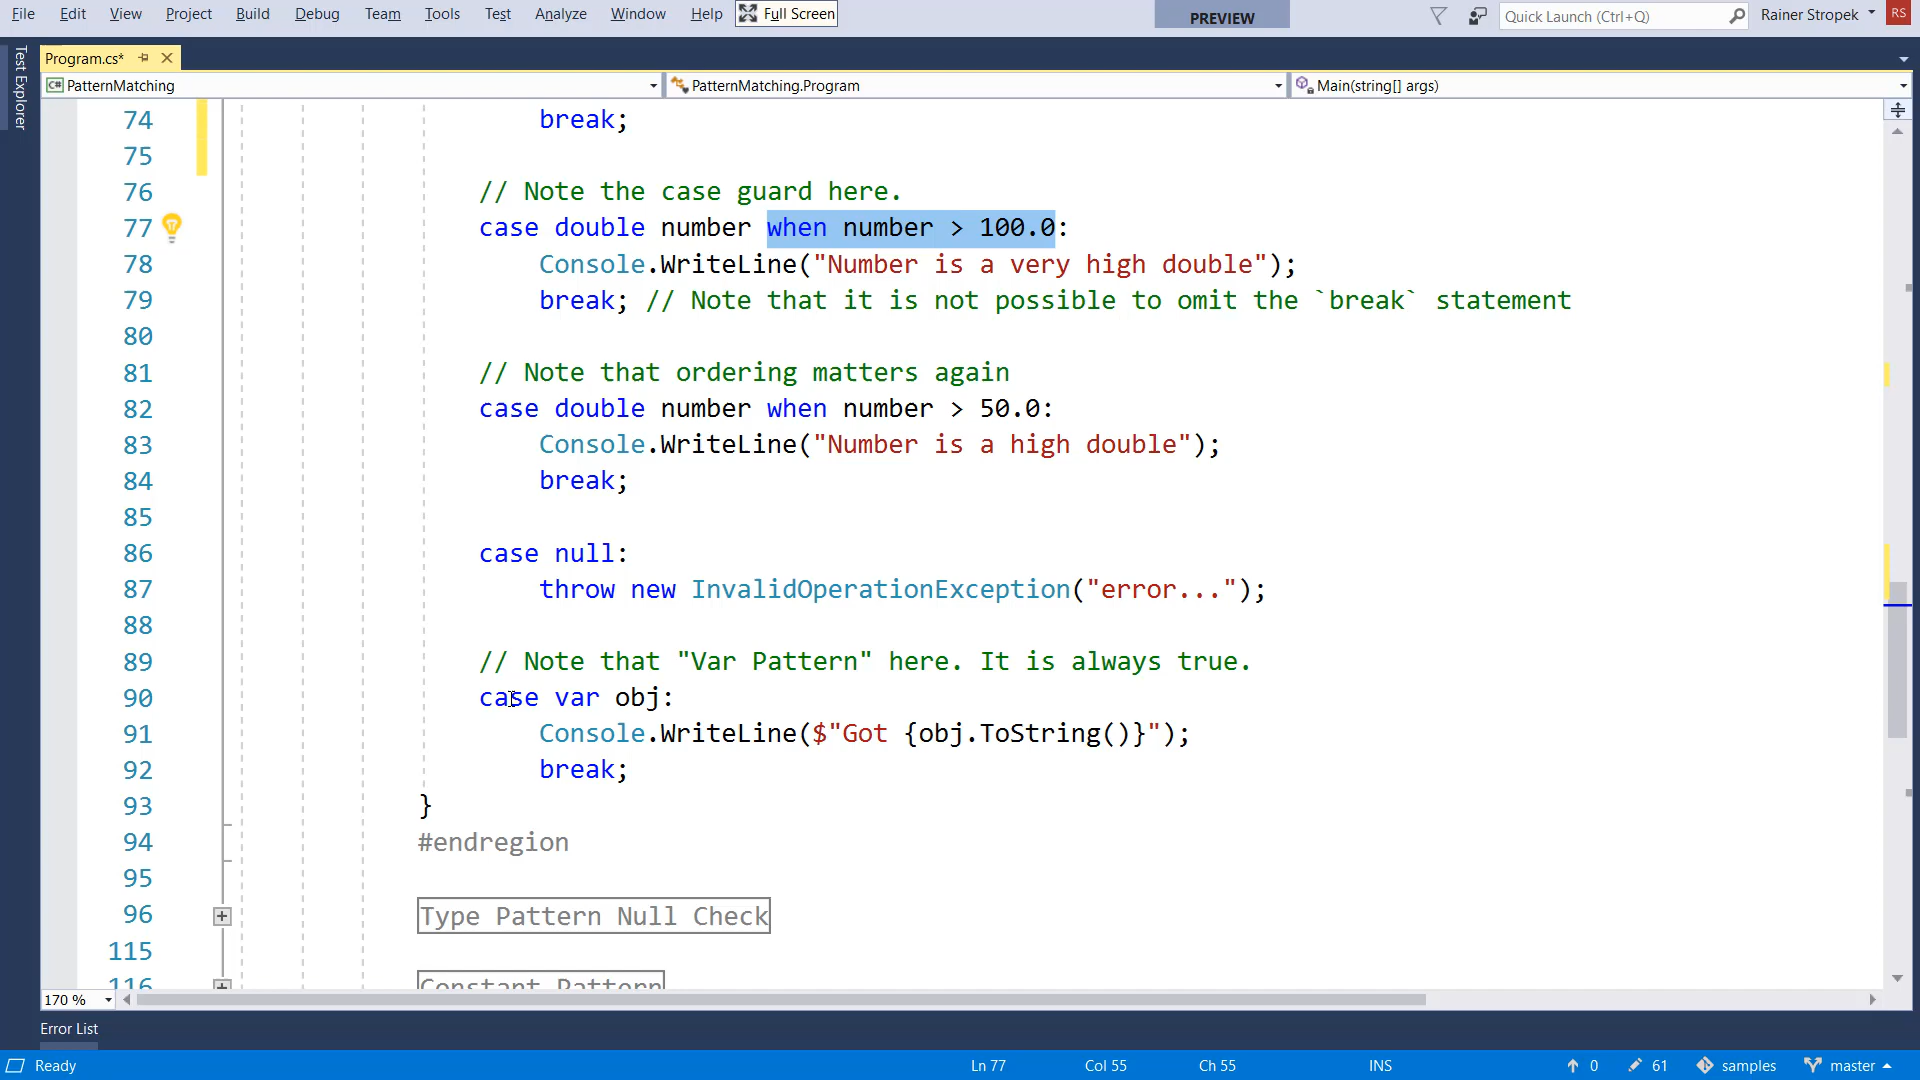 File Edit View Project Build Debug Team Tools Test Analyze Window Help Full Screen PREVIEW Quick Launch (Ctrl+Q) Rainer Stropek RS
Test Explorer
Program.cs*
C# PatternMatching PatternMatching.Program Main(string[] args)
74 break;
75
76 // Note the case guard here.
77 case double number when number > 100.0:
78 Console.WriteLine("Number is a very high double");
79 break; // Note that it is not possible to omit the `break` statement
80
81 // Note that ordering matters again
82 case double number when number > 50.0:
83 Console.WriteLine("Number is a high double");
84 break;
85
86 case null:
87 throw new InvalidOperationException("error...");
88
89 // Note that "Var Pattern" here. It is always true.
90 case var obj:
91 Console.WriteLine($"Got {obj.ToString()}");
92 break;
93 }
94 #endregion
95
96 Type Pattern Null Check
115
116 Constant Pattern
170 %
Error List
Ready Ln 77 Col 55 Ch 55 INS 0 61 samples master